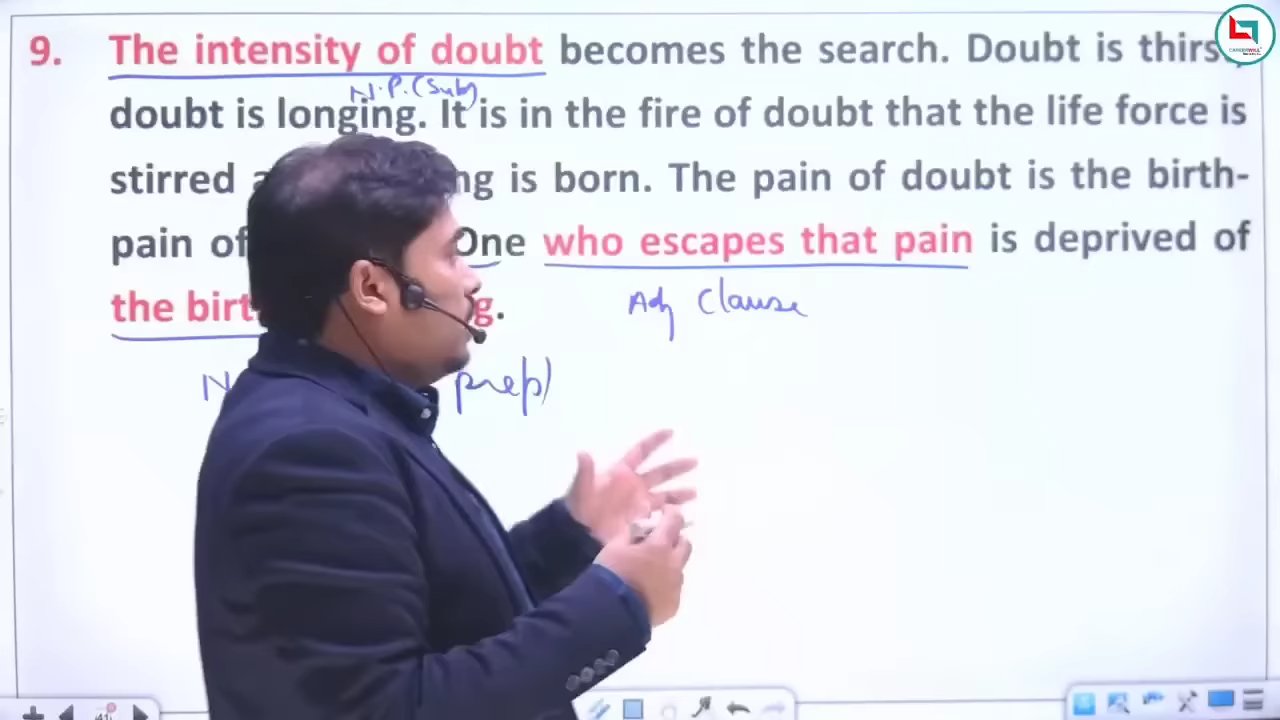 9. The intensity of doubt becomes the search. Doubt is thirst,
N.P. (Sub)
doubt is longing. It is in the fire of doubt that the life force is
stirred is born. The pain of doubt is the birth-
pain of One who escapes that pain is deprived of
Adj Clause
the
prep)
CAREERWILL